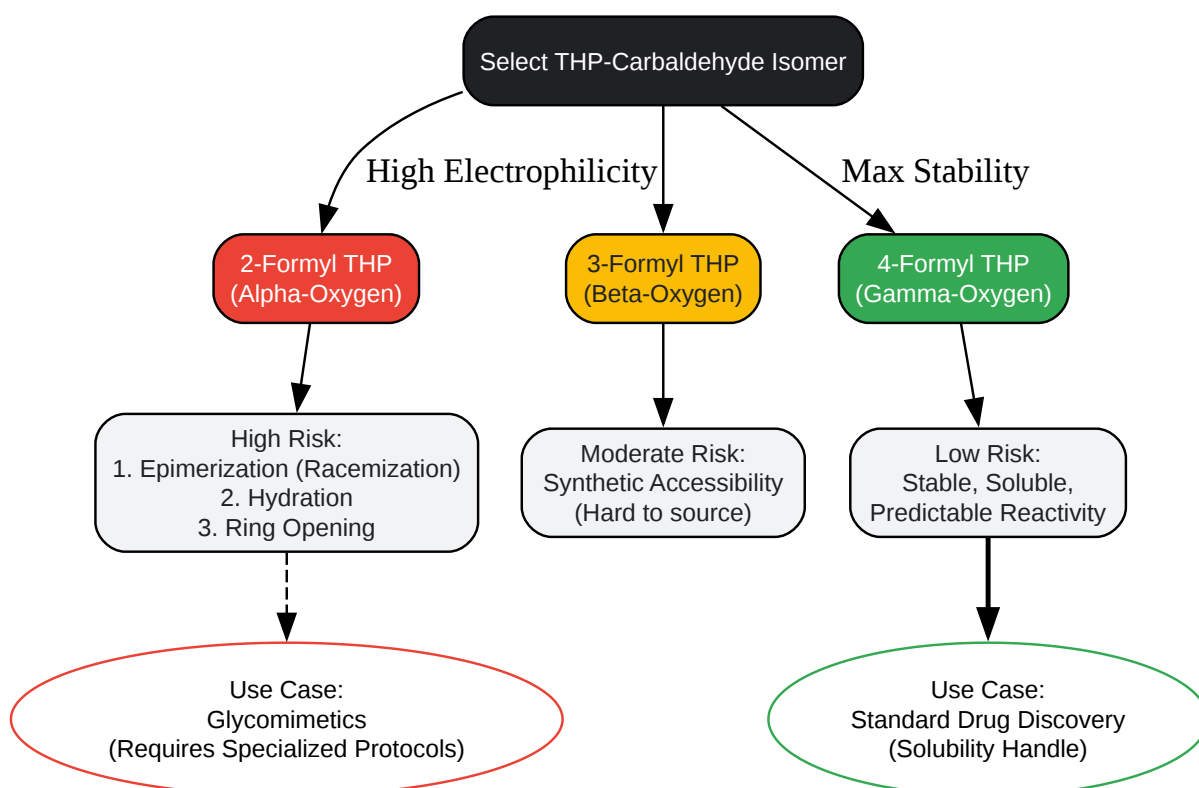 Select THP-Carbaldehyde Isomer
High Electrophilicity
Max Stability
2-Formyl THP
(Alpha-Oxygen)
3-Formyl THP
(Beta-Oxygen)
4-Formyl THP
(Gamma-Oxygen)
High Risk:
1. Epimerization (Racemization)
2. Hydration
3. Ring Opening
Moderate Risk:
Synthetic Accessibility
(Hard to source)
Low Risk:
Stable, Soluble,
Predictable Reactivity
Use Case:
Glycomimetics
(Requires Specialized Protocols)
Use Case:
Standard Drug Discovery
(Solubility Handle)